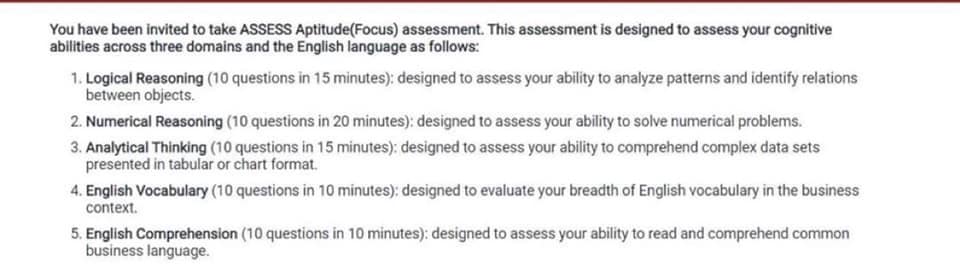 You have been invited to take ASSESS Aptitude(Focus) assessment. This assessment is designed to assess your cognitive
abilities across three domains and the English language as follows:
1. Logical Reasoning (10 questions in 15 minutes): designed to assess your ability to analyze patterns and identify relations
between objects.
2. Numerical Reasoning (10 questions in 20 minutes): designed to assess your ability to solve numerical problems.
3. Analytical Thinking (10 questions in 15 minutes): designed to assess your ability to comprehend complex data sets
presented in tabular or chart format.
4. English Vocabulary (10 questions in 10 minutes): designed to evaluate your breadth of English vocabulary in the business
context.
5. English Comprehension (10 questions in 10 minutes): designed to assess your ability to read and comprehend common
business language.